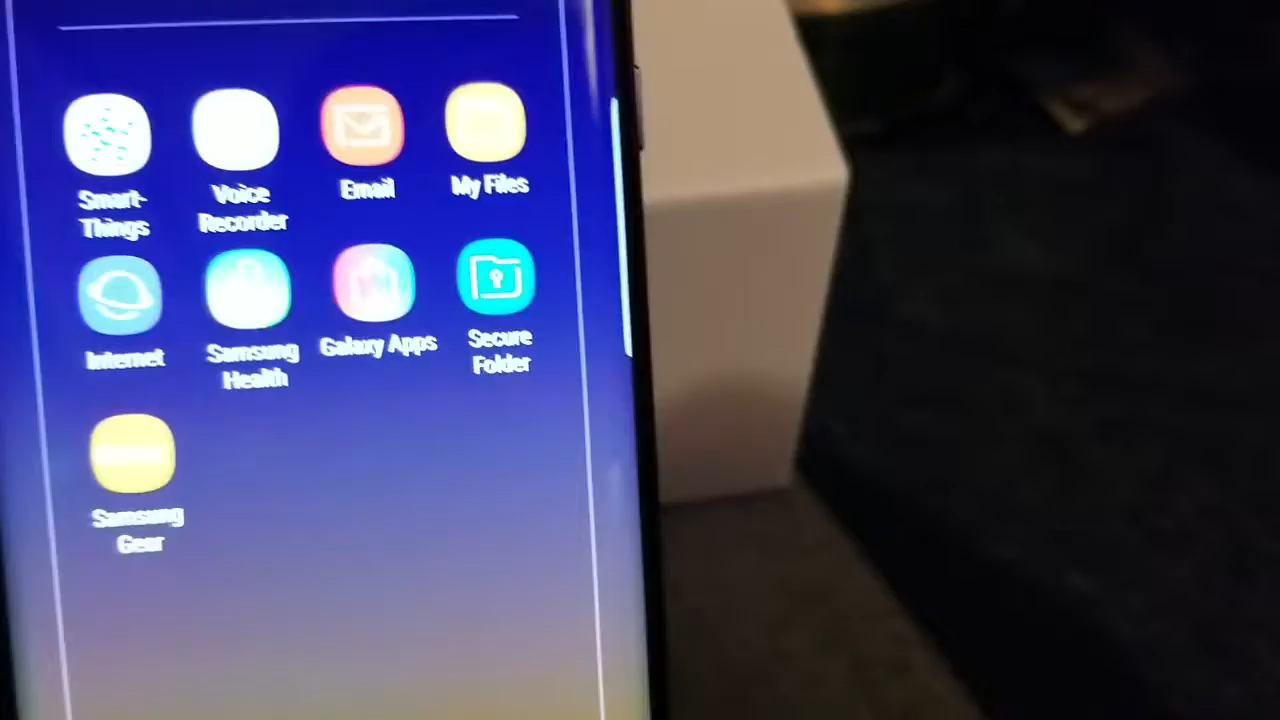 Smart-
Things
Voice
Recorder
Email
My Files
Internet
Samsung
Health
Galaxy Apps
Secure
Folder
Samsung
Gear